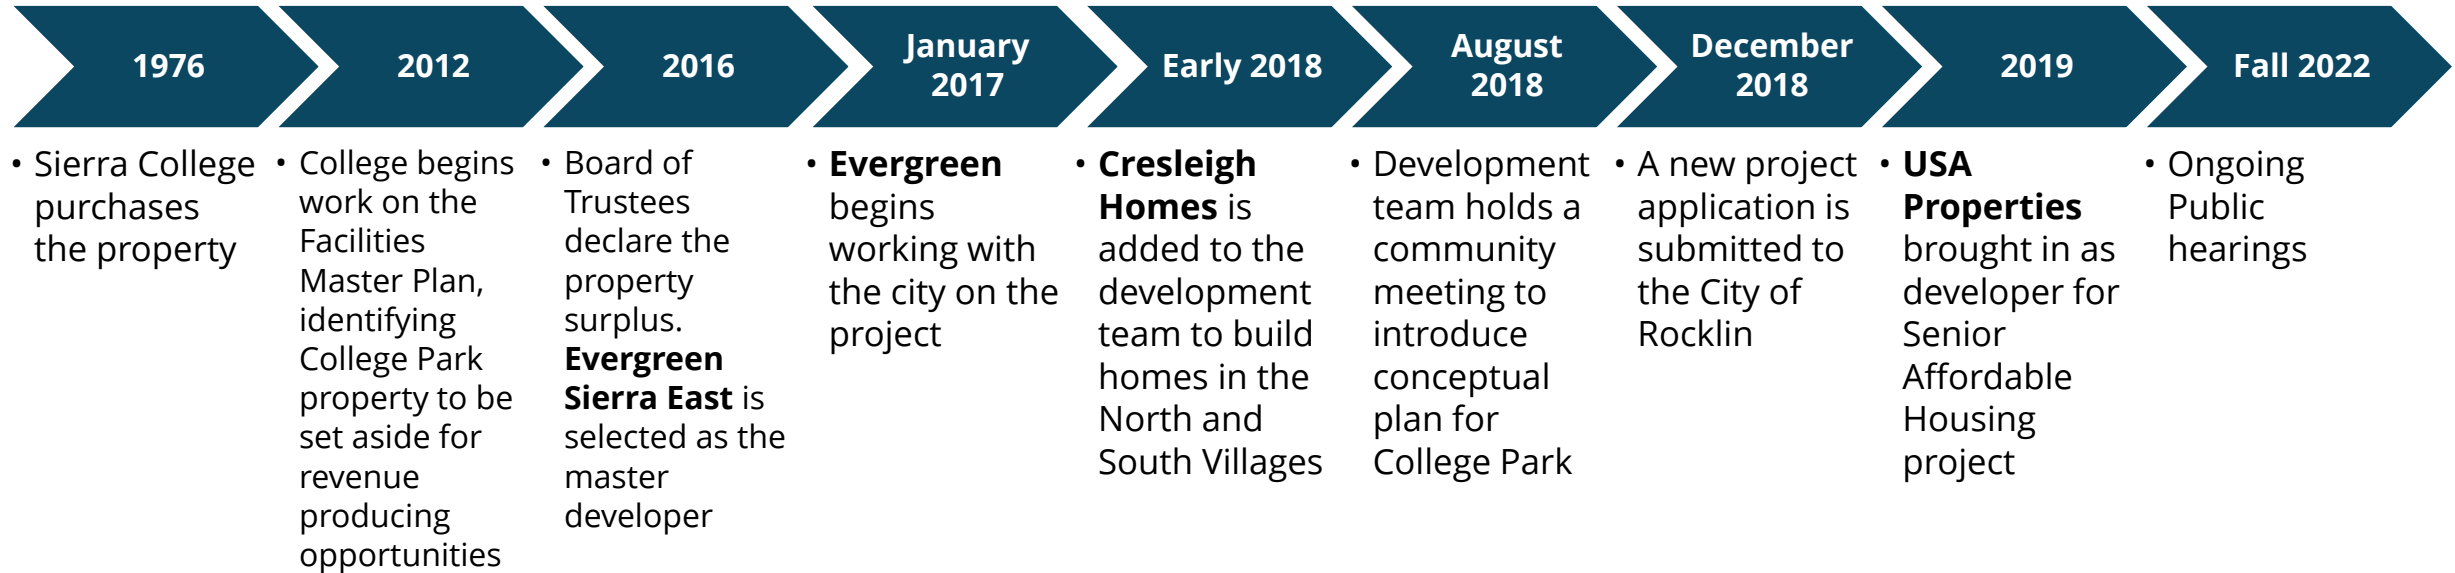 1976
• Sierra College
purchases
the property
2012
• College begins
work on the
Facilities
Master Plan,
identifying
College Park
property to be
set aside for
revenue
producing
opportunities
2016
• Board of
Trustees
declare the
property
surplus.
Evergreen
Sierra East is
selected as the
master
developer
January
2017
• Evergreen
begins
working with
the city on the
project
Early 2018
• Cresleigh
Homes is
added to the
development
team to build
homes in the
North and
South Villages
August
2018
• Development
team holds a
community
meeting to
introduce
conceptual
plan for
College Park
December
2018
• A new project
application is
submitted to
the City of
Rocklin
2019
• USA
Properties
brought in as
developer for
Senior
Affordable
Housing
project
Fall 2022
• Ongoing
Public
hearings